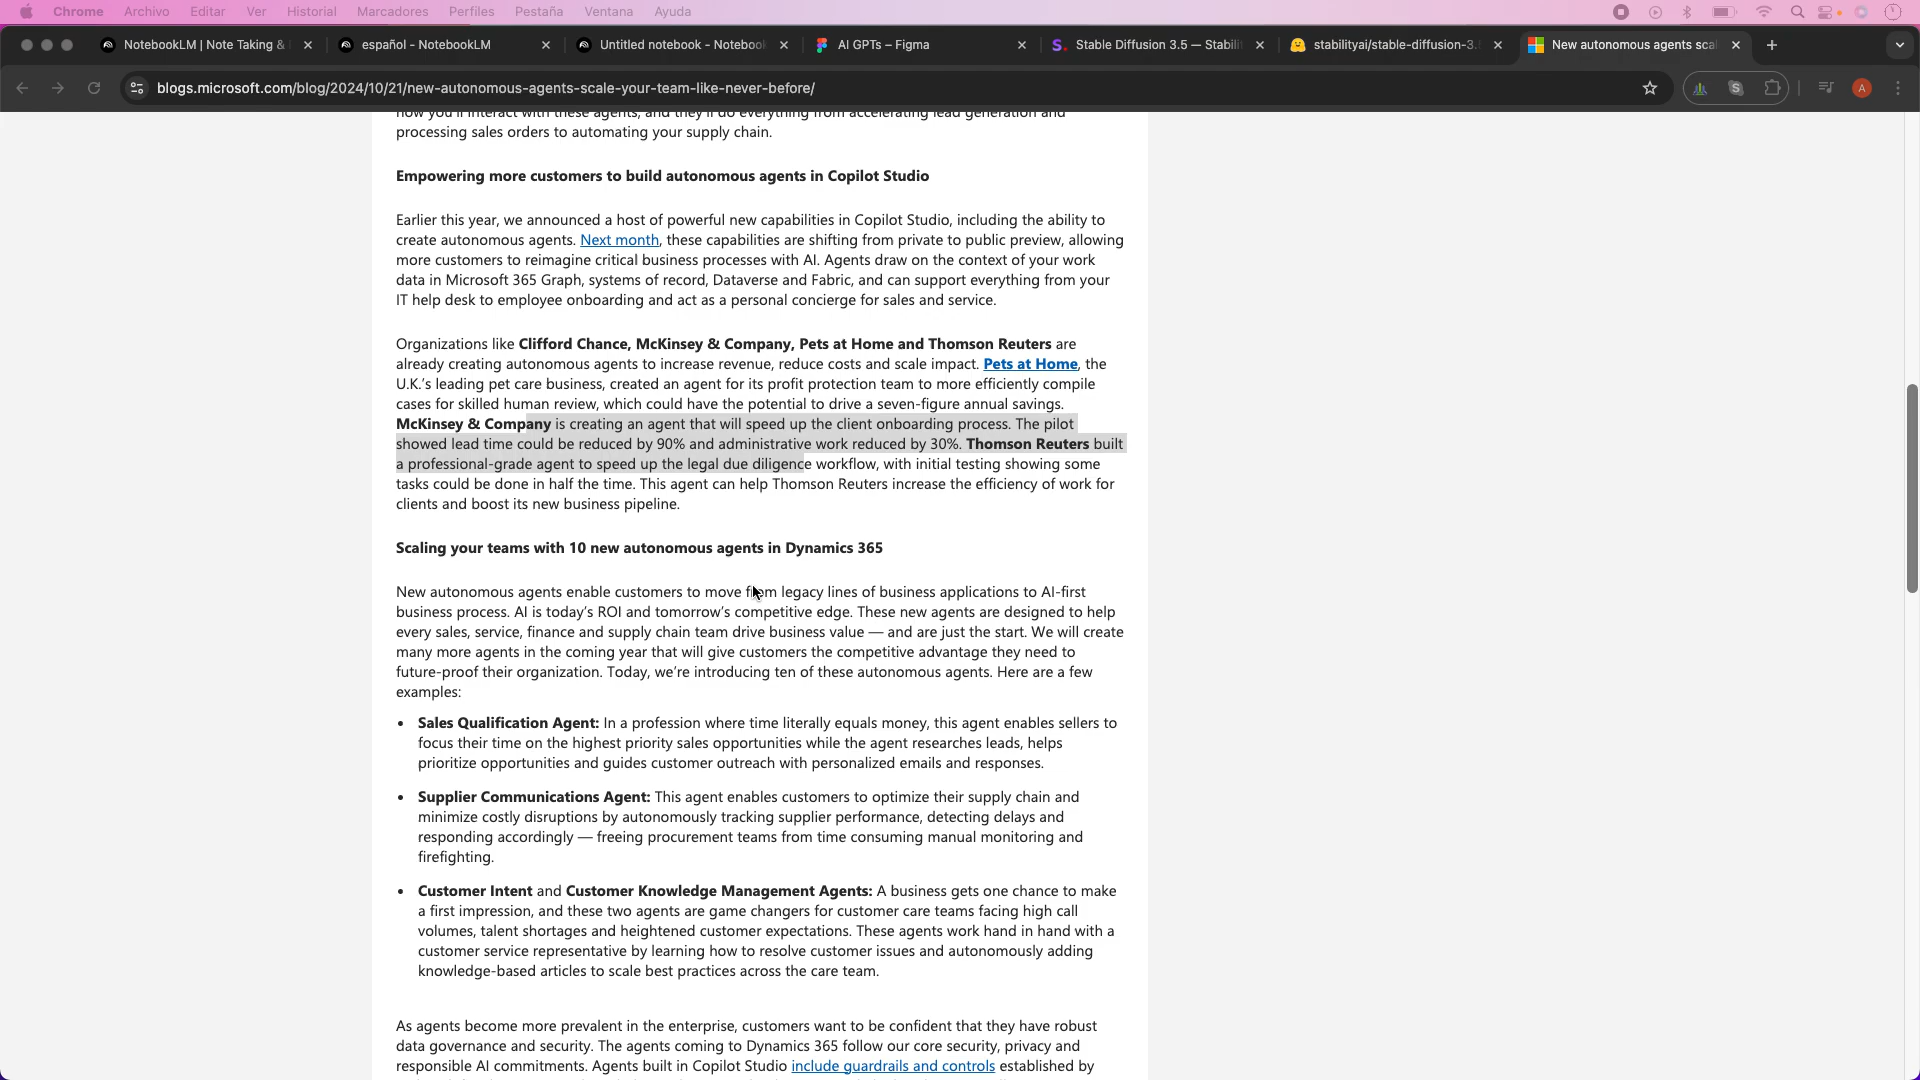 Chrome Archivo Editar Ver Historial Marcadores Perfiles Pestaña Ventana Ayuda
NotebookLM | Note Taking &
español - NotebookLM
Untitled notebook - Notebook
AI GPTs – Figma
Stable Diffusion 3.5 — Stabili
stabilityai/stable-diffusion-3.
New autonomous agents sca
blogs.microsoft.com/blog/2024/10/21/new-autonomous-agents-scale-your-team-like-never-before/
A
how you'll interact with these agents, and they'll do everything from accelerating lead generation and
processing sales orders to automating your supply chain.
Empowering more customers to build autonomous agents in Copilot Studio
Earlier this year, we announced a host of powerful new capabilities in Copilot Studio, including the ability to
create autonomous agents. Next month, these capabilities are shifting from private to public preview, allowing
more customers to reimagine critical business processes with AI. Agents draw on the context of your work
data in Microsoft 365 Graph, systems of record, Dataverse and Fabric, and can support everything from your
IT help desk to employee onboarding and act as a personal concierge for sales and service.
Organizations like Clifford Chance, McKinsey & Company, Pets at Home and Thomson Reuters are
already creating autonomous agents to increase revenue, reduce costs and scale impact. Pets at Home, the
U.K.'s leading pet care business, created an agent for its profit protection team to more efficiently compile
cases for skilled human review, which could have the potential to drive a seven-figure annual savings.
McKinsey & Company is creating an agent that will speed up the client onboarding process. The pilot
showed lead time could be reduced by 90% and administrative work reduced by 30%. Thomson Reuters built
a professional-grade agent to speed up the legal due diligence workflow, with initial testing showing some
tasks could be done in half the time. This agent can help Thomson Reuters increase the efficiency of work for
clients and boost its new business pipeline.
Scaling your teams with 10 new autonomous agents in Dynamics 365
New autonomous agents enable customers to move from legacy lines of business applications to AI-first
business process. AI is today's ROI and tomorrow's competitive edge. These new agents are designed to help
every sales, service, finance and supply chain team drive business value — and are just the start. We will create
many more agents in the coming year that will give customers the competitive advantage they need to
future-proof their organization. Today, we're introducing ten of these autonomous agents. Here are a few
examples:
• Sales Qualification Agent: In a profession where time literally equals money, this agent enables sellers to
focus their time on the highest priority sales opportunities while the agent researches leads, helps
prioritize opportunities and guides customer outreach with personalized emails and responses.
• Supplier Communications Agent: This agent enables customers to optimize their supply chain and
minimize costly disruptions by autonomously tracking supplier performance, detecting delays and
responding accordingly — freeing procurement teams from time consuming manual monitoring and
firefighting.
• Customer Intent and Customer Knowledge Management Agents: A business gets one chance to make
a first impression, and these two agents are game changers for customer care teams facing high call
volumes, talent shortages and heightened customer expectations. These agents work hand in hand with a
customer service representative by learning how to resolve customer issues and autonomously adding
knowledge-based articles to scale best practices across the care team.
As agents become more prevalent in the enterprise, customers want to be confident that they have robust
data governance and security. The agents coming to Dynamics 365 follow our core security, privacy and
responsible AI commitments. Agents built in Copilot Studio include guardrails and controls established by